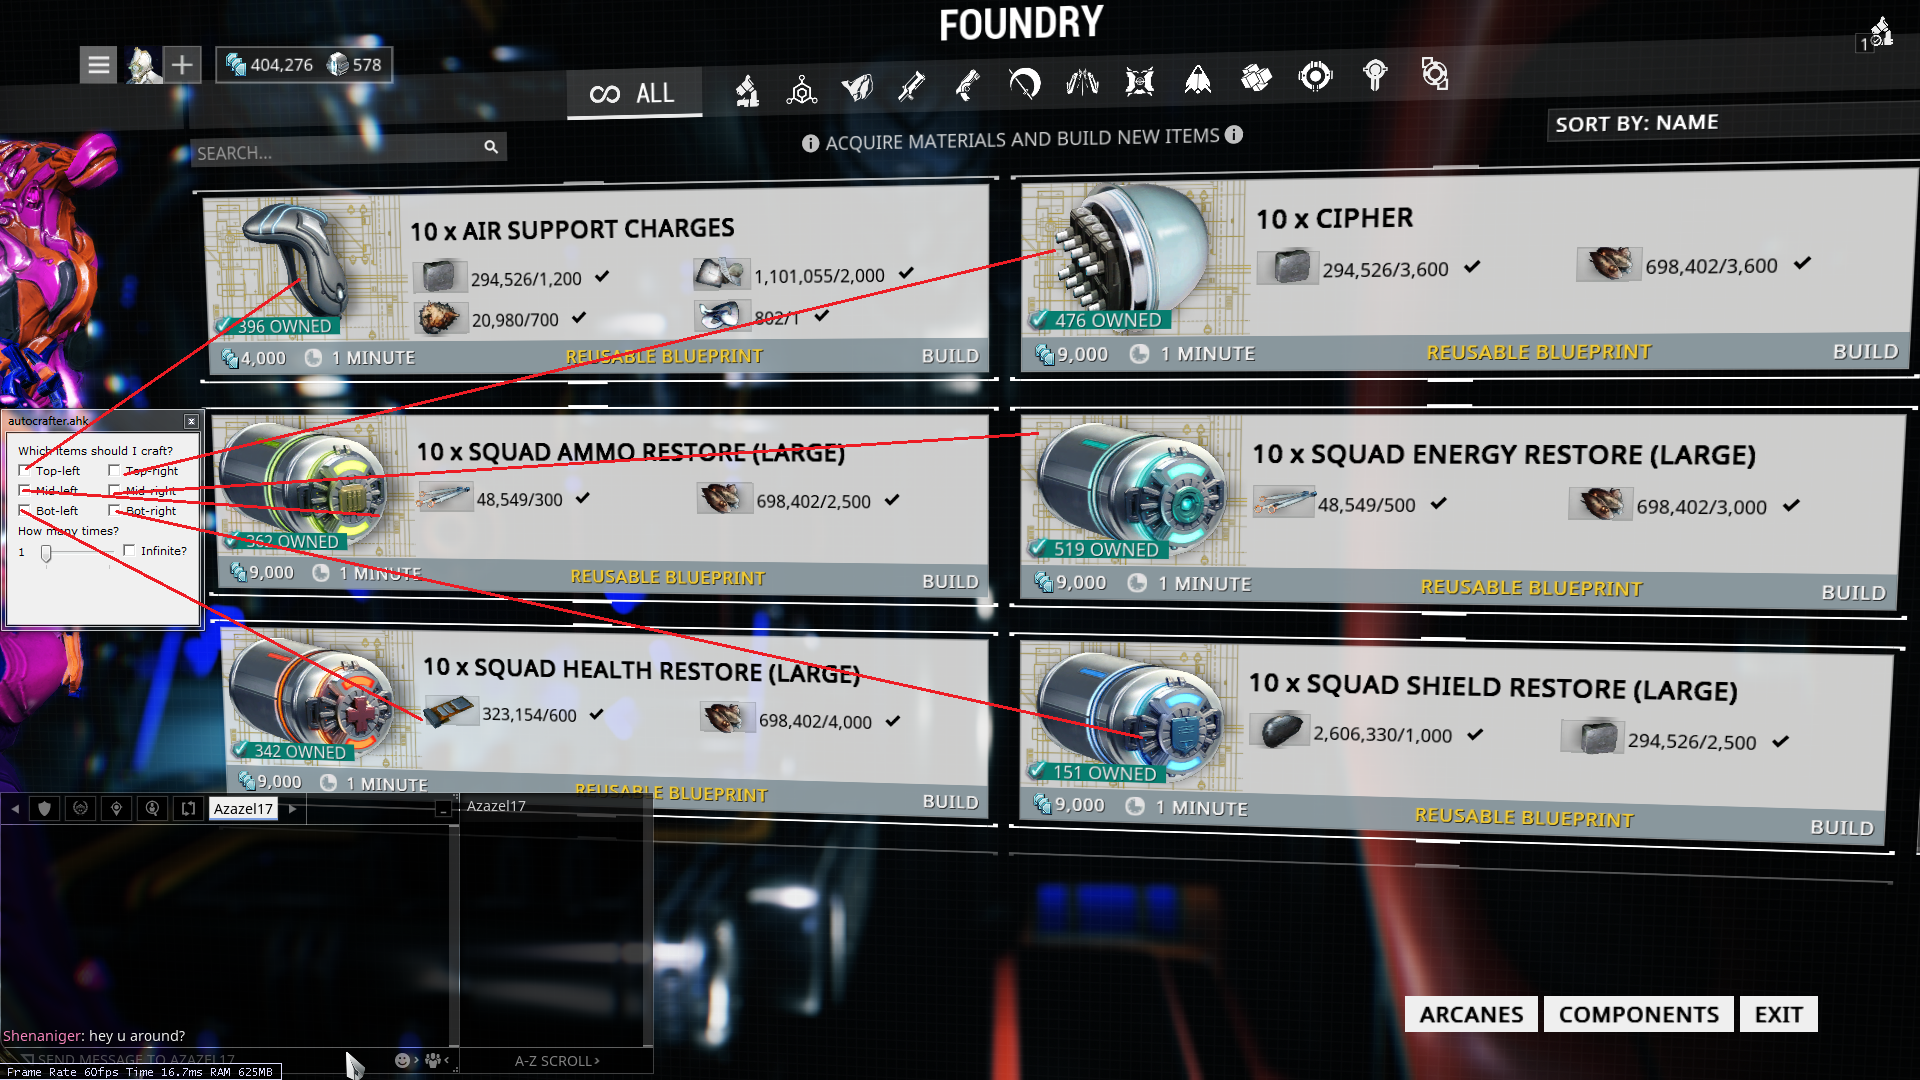 FOUNDRY
404,276 578
1
∞ ALL
SEARCH...
ACQUIRE MATERIALS AND BUILD NEW ITEMS
SORT BY: NAME
10 x AIR SUPPORT CHARGES
294,526/1,200
1,101,055/2,000
20,980/700
802/1
396 OWNED
4,000 1 MINUTE REUSABLE BLUEPRINT BUILD
10 x CIPHER
294,526/3,600
698,402/3,600
476 OWNED
9,000 1 MINUTE REUSABLE BLUEPRINT BUILD
autocrafter.ahk
Which items should I craft?
Top-left Top-right
Mid-left Mid-right
Bot-left Bot-right
How many times?
1 Infinite?
10 x SQUAD AMMO RESTORE (LARGE)
48,549/300
698,402/2,500
362 OWNED
9,000 1 MINUTE REUSABLE BLUEPRINT BUILD
10 x SQUAD ENERGY RESTORE (LARGE)
48,549/500
698,402/3,000
519 OWNED
9,000 1 MINUTE REUSABLE BLUEPRINT BUILD
10 x SQUAD HEALTH RESTORE (LARGE)
323,154/600
698,402/4,000
342 OWNED
9,000 1 MINUTE REUSABLE BLUEPRINT BUILD
10 x SQUAD SHIELD RESTORE (LARGE)
2,606,330/1,000
294,526/2,500
151 OWNED
9,000 1 MINUTE REUSABLE BLUEPRINT BUILD
Azazel17
Azazel17
Shenaniger: hey u around?
SEND MESSAGE TO AZAZEL17
A-Z SCROLL›
Frame Rate 60fps Time 16.7ms RAM 625MB
ARCANES COMPONENTS EXIT